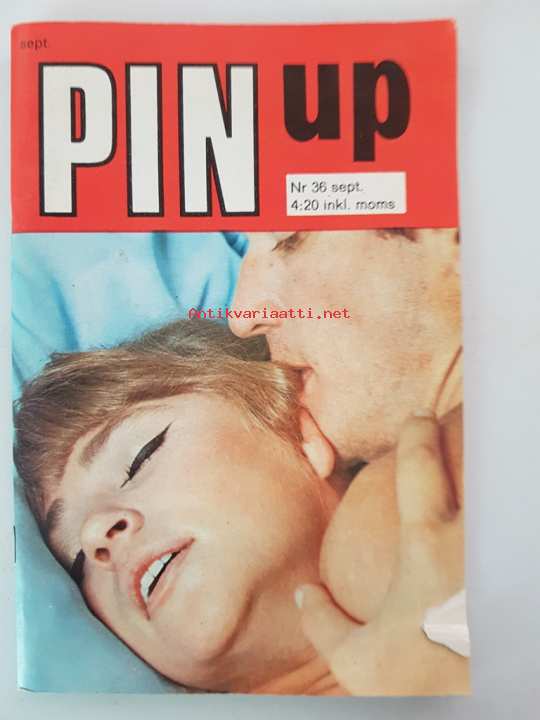 sept.
PIN up
Nr 36 sept.
4:20 inkl. moms
Antikvariaatti.net